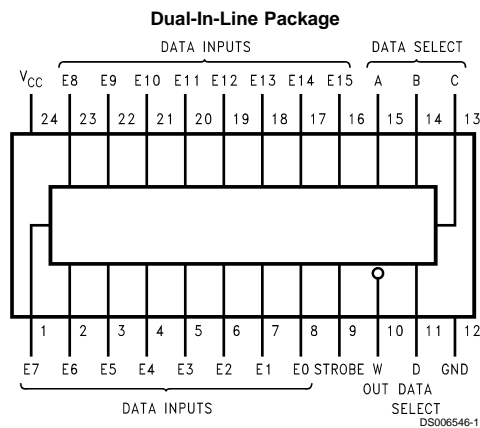 Dual-In-Line Package
DATA INPUTS DATA SELECT
VCC E8 E9 E10 E11 E12 E13 E14 E15 A B C
24 23 22 21 20 19 18 17 16 15 14 13
1 2 3 4 5 6 7 8 9 10 11 12
E7 E6 E5 E4 E3 E2 E1 E0 STROBE W D GND
DATA INPUTS OUT DATA
SELECT
DS006546-1